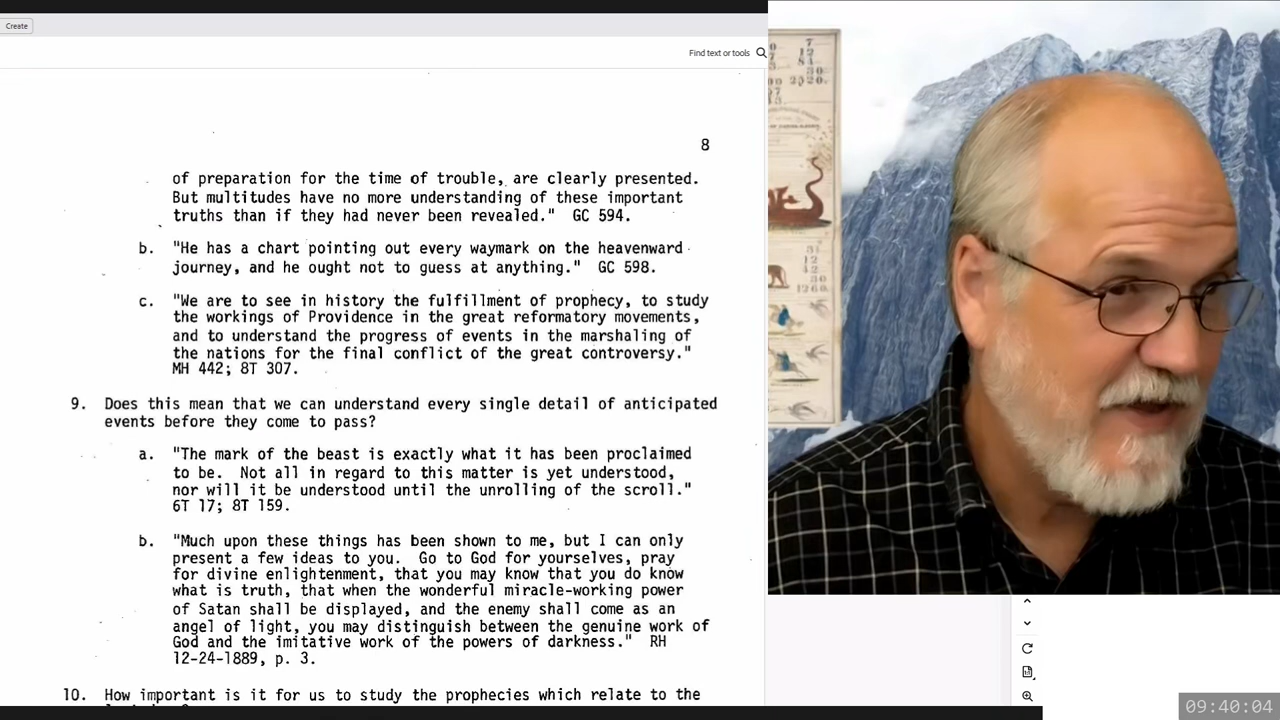 Create
Find text or tools
8
of preparation for the time of trouble, are clearly presented.
But multitudes have no more understanding of these important
truths than if they had never been revealed." GC 594.
b. "He has a chart pointing out every waymark on the heavenward
journey, and he ought not to guess at anything." GC 598.
c. "We are to see in history the fulfillment of prophecy, to study
the workings of Providence in the great reformatory movements,
and to understand the progress of events in the marshaling of
the nations for the final conflict of the great controversy."
MH 442; 8T 307.
9. Does this mean that we can understand every single detail of anticipated
events before they come to pass?
a. "The mark of the beast is exactly what it has been proclaimed
to be. Not all in regard to this matter is yet understood,
nor will it be understood until the unrolling of the scroll."
6T 17; 8T 159.
b. "Much upon these things has been shown to me, but I can only
present a few ideas to you. Go to God for yourselves, pray
for divine enlightenment, that you may know that you do know
what is truth, that when the wonderful miracle-working power
of Satan shall be displayed, and the enemy shall come as an
angel of light, you may distinguish between the genuine work of
God and the imitative work of the powers of darkness." RH
12-24-1889, p. 3.
10. How important is it for us to study the prophecies which relate to the
7
12
30
2520
37
12
42
30
1260
09:40:04